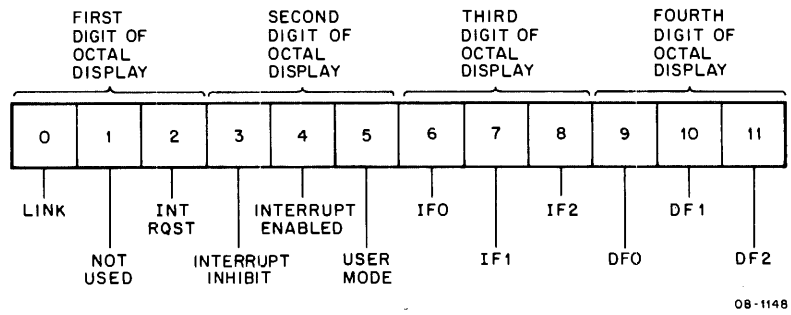 FIRST
DIGIT OF
OCTAL
DISPLAY
SECOND
DIGIT OF
OCTAL
DISPLAY
THIRD
DIGIT OF
OCTAL
DISPLAY
FOURTH
DIGIT OF
OCTAL
DISPLAY
0 1 2 3 4 5 6 7 8 9 10 11
LINK
NOT
USED
INT
RQST
INTERRUPT
INHIBIT
INTERRUPT
ENABLED
USER
MODE
IF0
IF1
IF2
DF0
DF1
DF2
08-1148